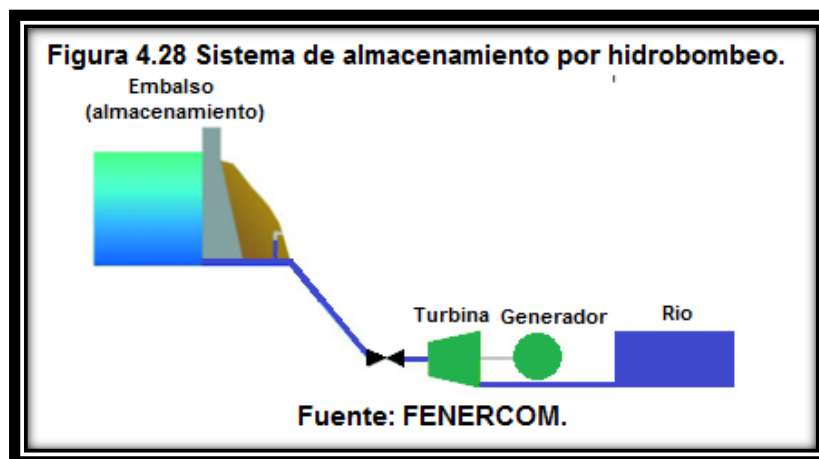 Figura 4.28 Sistema de almacenamiento por hidrobombeo.
Embalso
(almacenamiento)
Turbina
Generador
Rio
Fuente: FENERCOM.